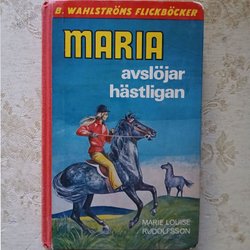 B. WAHLSTRÖMS FLICKBÖCKER
MARIA
avslöjar
hästligan
MARIE LOUISE
RUDOLFSSON